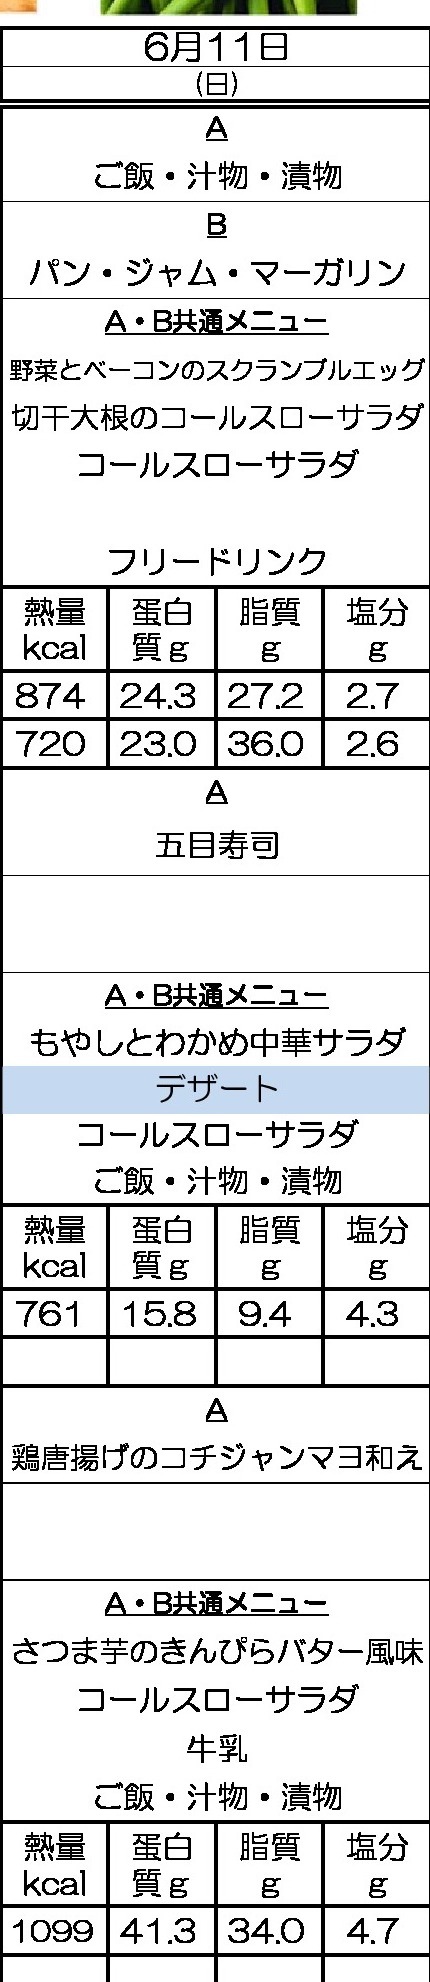 6月11日
(日)
A
ご飯・汁物・漬物
B
パン・ジャム・マーガリン
A・B共通メニュー
野菜とベーコンのスクランブルエッグ
切干大根のコールスローサラダ
コールスローサラダ
フリードリンク
熱量 蛋白 脂質 塩分
kcal 質g g g
874 24.3 27.2 2.7
720 23.0 36.0 2.6
A
五目寿司
A・B共通メニュー
もやしとわかめ中華サラダ
デザート
コールスローサラダ
ご飯・汁物・漬物
熱量 蛋白 脂質 塩分
kcal 質g g g
761 15.8 9.4 4.3
A
鶏唐揚げのコチジャンマヨ和え
A・B共通メニュー
さつま芋のきんぴらバター風味
コールスローサラダ
牛乳
ご飯・汁物・漬物
熱量 蛋白 脂質 塩分
kcal 質g g g
1099 41.3 34.0 4.7